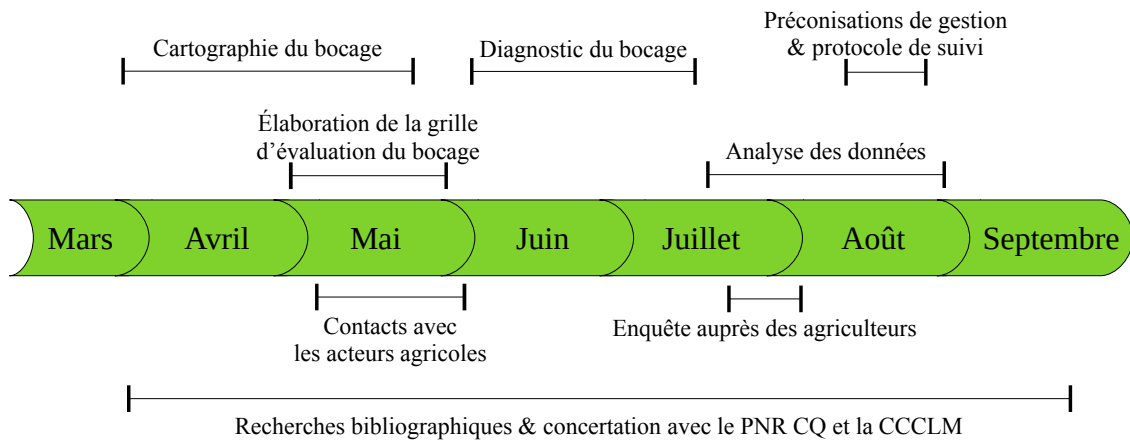 Préconisations de gestion
& protocole de suivi
Cartographie du bocage
Diagnostic du bocage
Élaboration de la grille
d’évaluation du bocage
Analyse des données
Mars
Avril
Mai
Juin
Juillet
Août
Septembre
Contacts avec
les acteurs agricoles
Enquête auprès des agriculteurs
Recherches bibliographiques & concertation avec le PNR CQ et la CCCLM